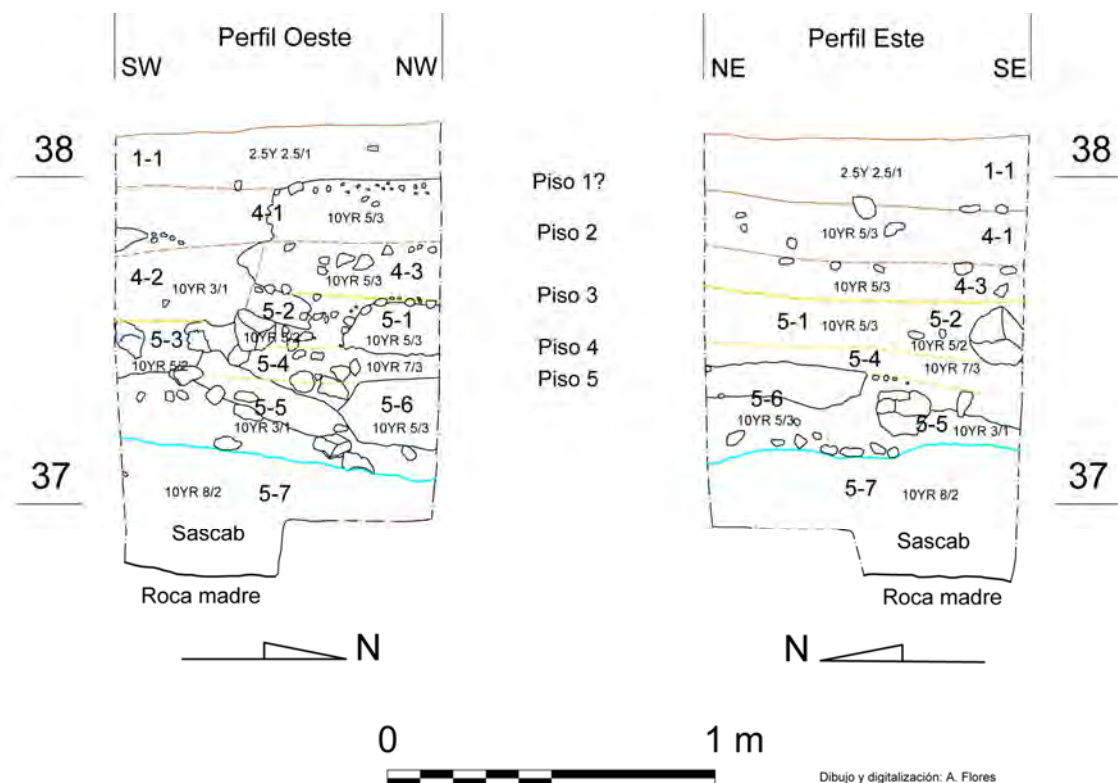 Perfil Oeste
SW NW
38
1-1 2.5Y 2.5/1
4-1 10YR 5/3
4-2 10YR 3/1
4-3 10YR 5/3
5-2 10YR 5/2
5-1 10YR 5/3
5-3 10YR 5/2
5-4 10YR 7/3
5-5 10YR 3/1
5-6 10YR 5/3
37
5-7 10YR 8/2
Sascab
Roca madre
N
Piso 1?
Piso 2
Piso 3
Piso 4
Piso 5
Perfil Este
NE SE
38
2.5Y 2.5/1 1-1
10YR 5/3 4-1
10YR 5/3 4-3
5-1 10YR 5/3
5-2 10YR 5/2
5-4 10YR 7/3
5-6 10YR 5/3
5-5 10YR 3/1
37
5-7 10YR 8/2
Sascab
Roca madre
N
0 1 m
Dibujo y digitalización: A. Flores